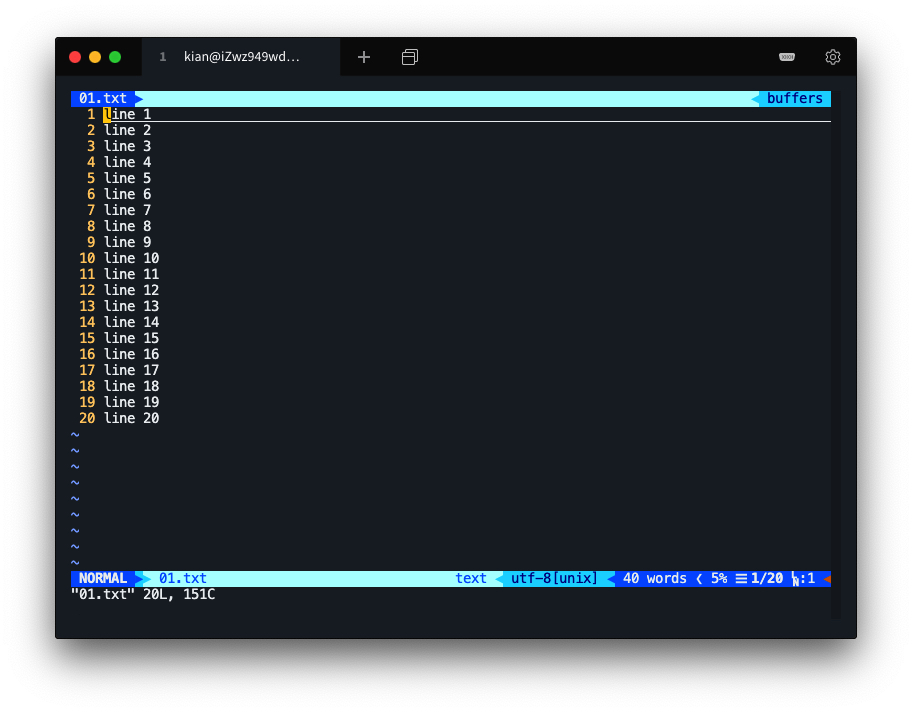 1 kian@iZwz949wd...
01.txt buffers
1 line 1
2 line 2
3 line 3
4 line 4
5 line 5
6 line 6
7 line 7
8 line 8
9 line 9
10 line 10
11 line 11
12 line 12
13 line 13
14 line 14
15 line 15
16 line 16
17 line 17
18 line 18
19 line 19
20 line 20
~
~
~
~
~
~
~
~
~
NORMAL 01.txt text utf-8[unix] 40 words ❮ 5% ☰ 1/20 ㏑:1
"01.txt" 20L, 151C